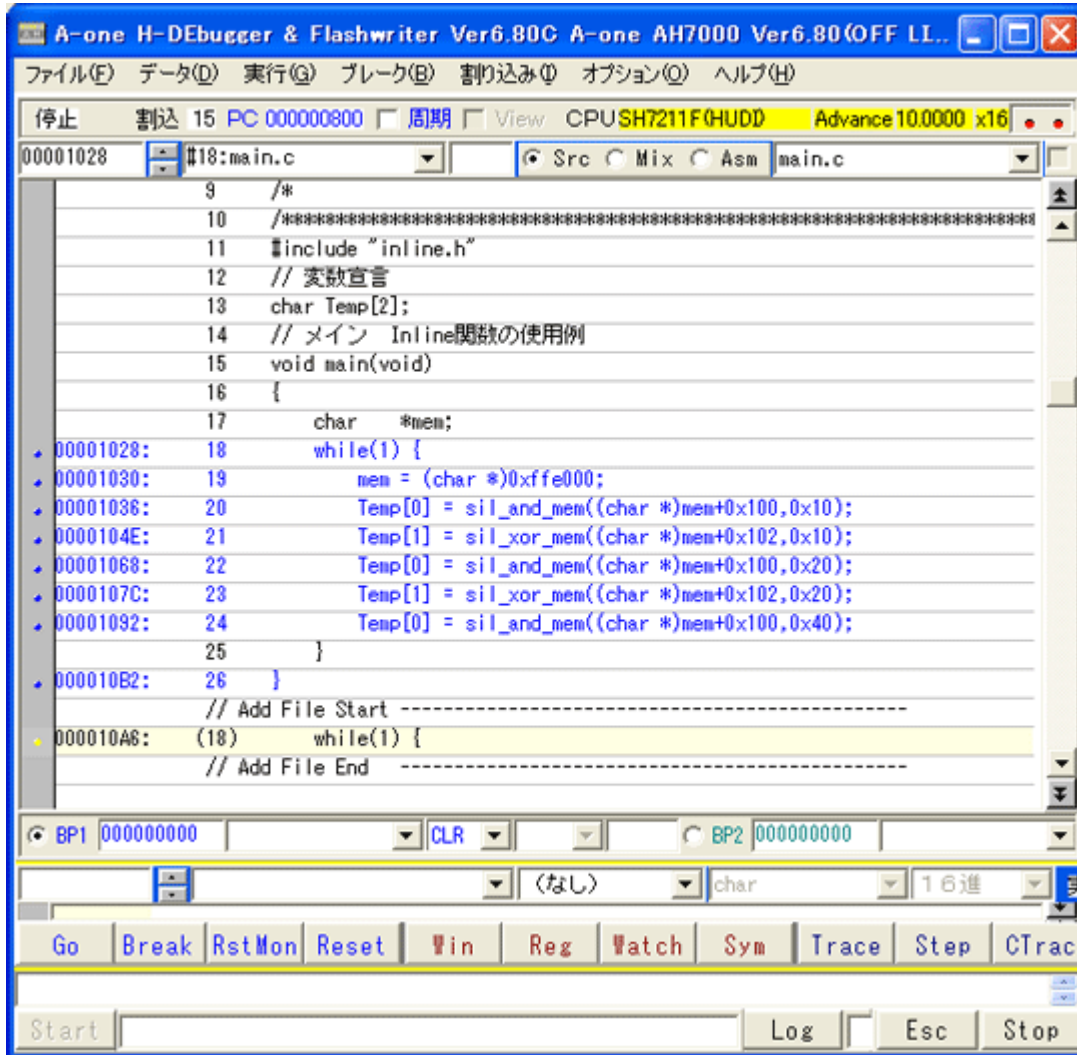 A-one H-DEbugger & Flashwriter Ver6.80C A-one AH7000 Ver6.80(OFF LI...
ファイル(F) データ(D) 実行(G) ブレーク(B) 割り込み(I) オプション(O) ヘルプ(H)
停止 割込 15 PC 000000800 周期 View CPU SH7211F(HUDI) Advance 10.0000 x16
00001028 #18:main.c Src Mix Asm main.c
9 /*
10 /**********************************************************************
11 #include "inline.h"
12 // 変数宣言
13 char Temp[2];
14 // メイン Inline関数の使用例
15 void main(void)
16 {
17 char *mem;
00001028: 18 while(1) {
00001030: 19 mem = (char *)0xffe000;
00001036: 20 Temp[0] = sil_and_mem((char *)mem+0x100,0x10);
0000104E: 21 Temp[1] = sil_xor_mem((char *)mem+0x102,0x10);
00001068: 22 Temp[0] = sil_and_mem((char *)mem+0x100,0x20);
0000107C: 23 Temp[1] = sil_xor_mem((char *)mem+0x102,0x20);
00001092: 24 Temp[0] = sil_and_mem((char *)mem+0x100,0x40);
25 }
000010B2: 26 }
// Add File Start -----------------------------------------------
000010A6: (18) while(1) {
// Add File End -----------------------------------------------
BP1 000000000 CLR BP2 000000000
(なし) char 16進
Go Break RstMon Reset Win Reg Watch Sym Trace Step CTrac
Start Log Esc Stop